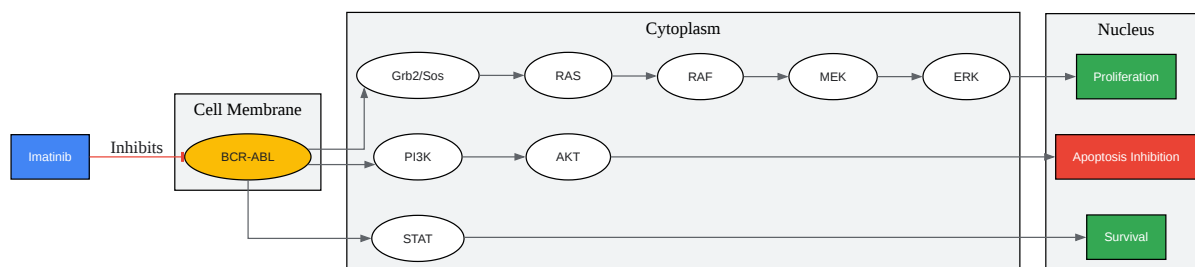 Cytoplasm
Nucleus
Grb2/Sos
RAS
RAF
MEK
ERK
Proliferation
Cell Membrane
Imatinib
Inhibits
BCR-ABL
PI3K
AKT
Apoptosis Inhibition
STAT
Survival